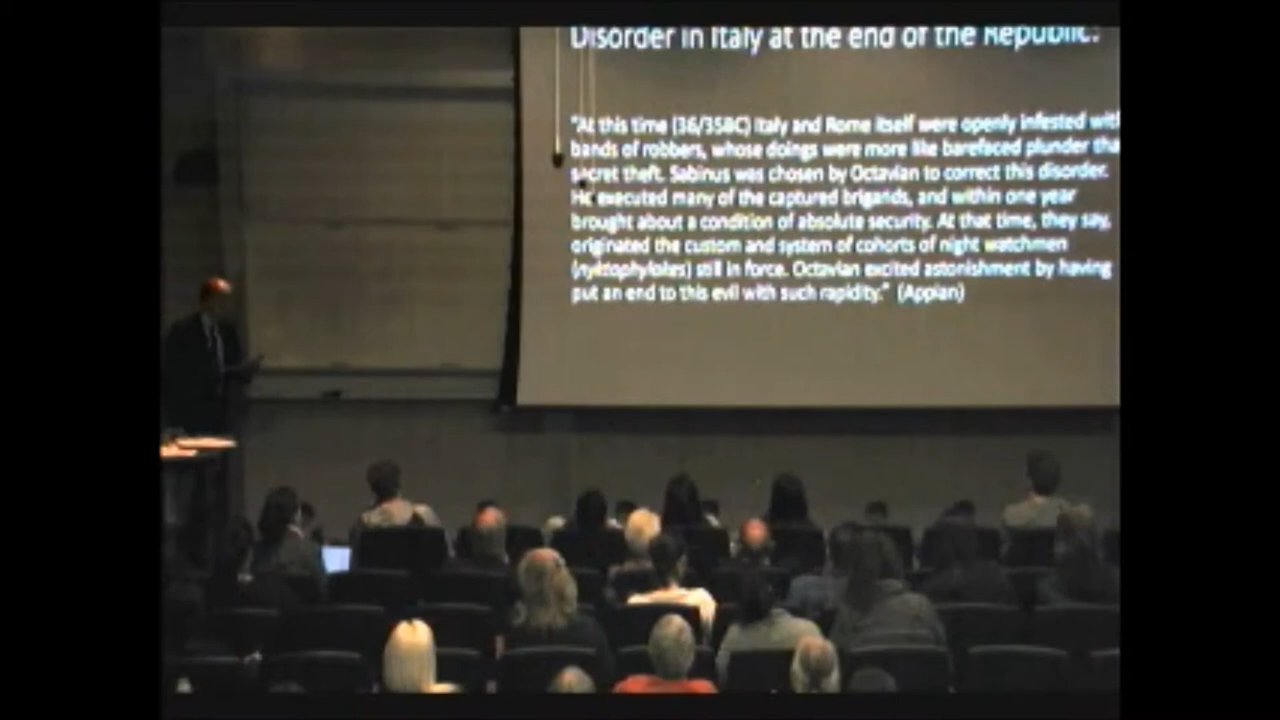 Disorder in Italy at the end of the Republic.
"At this time (36/35BC) Italy and Rome itself were openly infested with
bands of robbers, whose doings were more like barefaced plunder tha
secret theft. Sabinus was chosen by Octavian to correct this disorder.
He executed many of the captured brigands, and within one year
brought about a condition of absolute security. At that time, they say,
originated the custom and system of cohorts of night watchmen
(nyktophylakes) still in force. Octavian excited astonishment by having
put an end to this evil with such rapidity." (Appian)